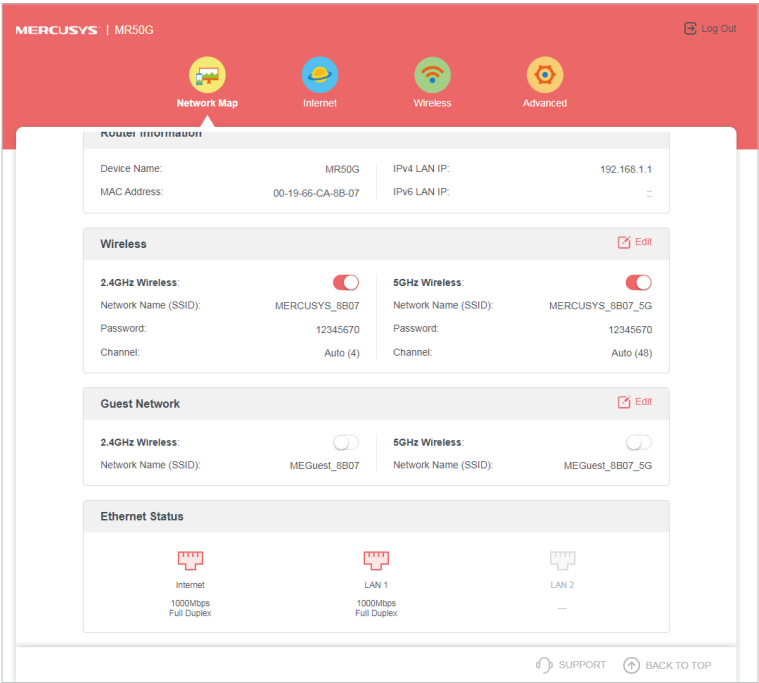 MERCUSYS | MR50G
Log Out
Network Map Internet Wireless Advanced
Router Information
Device Name: MR50G IPv4 LAN IP: 192.168.1.1
MAC Address: 00-19-66-CA-8B-07 IPv6 LAN IP: ::
Wireless Edit
2.4GHz Wireless: 5GHz Wireless:
Network Name (SSID): MERCUSYS_8B07 Network Name (SSID): MERCUSYS_8B07_5G
Password: 12345670 Password: 12345670
Channel: Auto (4) Channel: Auto (48)
Guest Network Edit
2.4GHz Wireless: 5GHz Wireless:
Network Name (SSID): MEGuest_8B07 Network Name (SSID): MEGuest_8B07_5G
Ethernet Status
Internet LAN 1 LAN 2
1000Mbps 1000Mbps ---
Full Duplex Full Duplex
SUPPORT BACK TO TOP